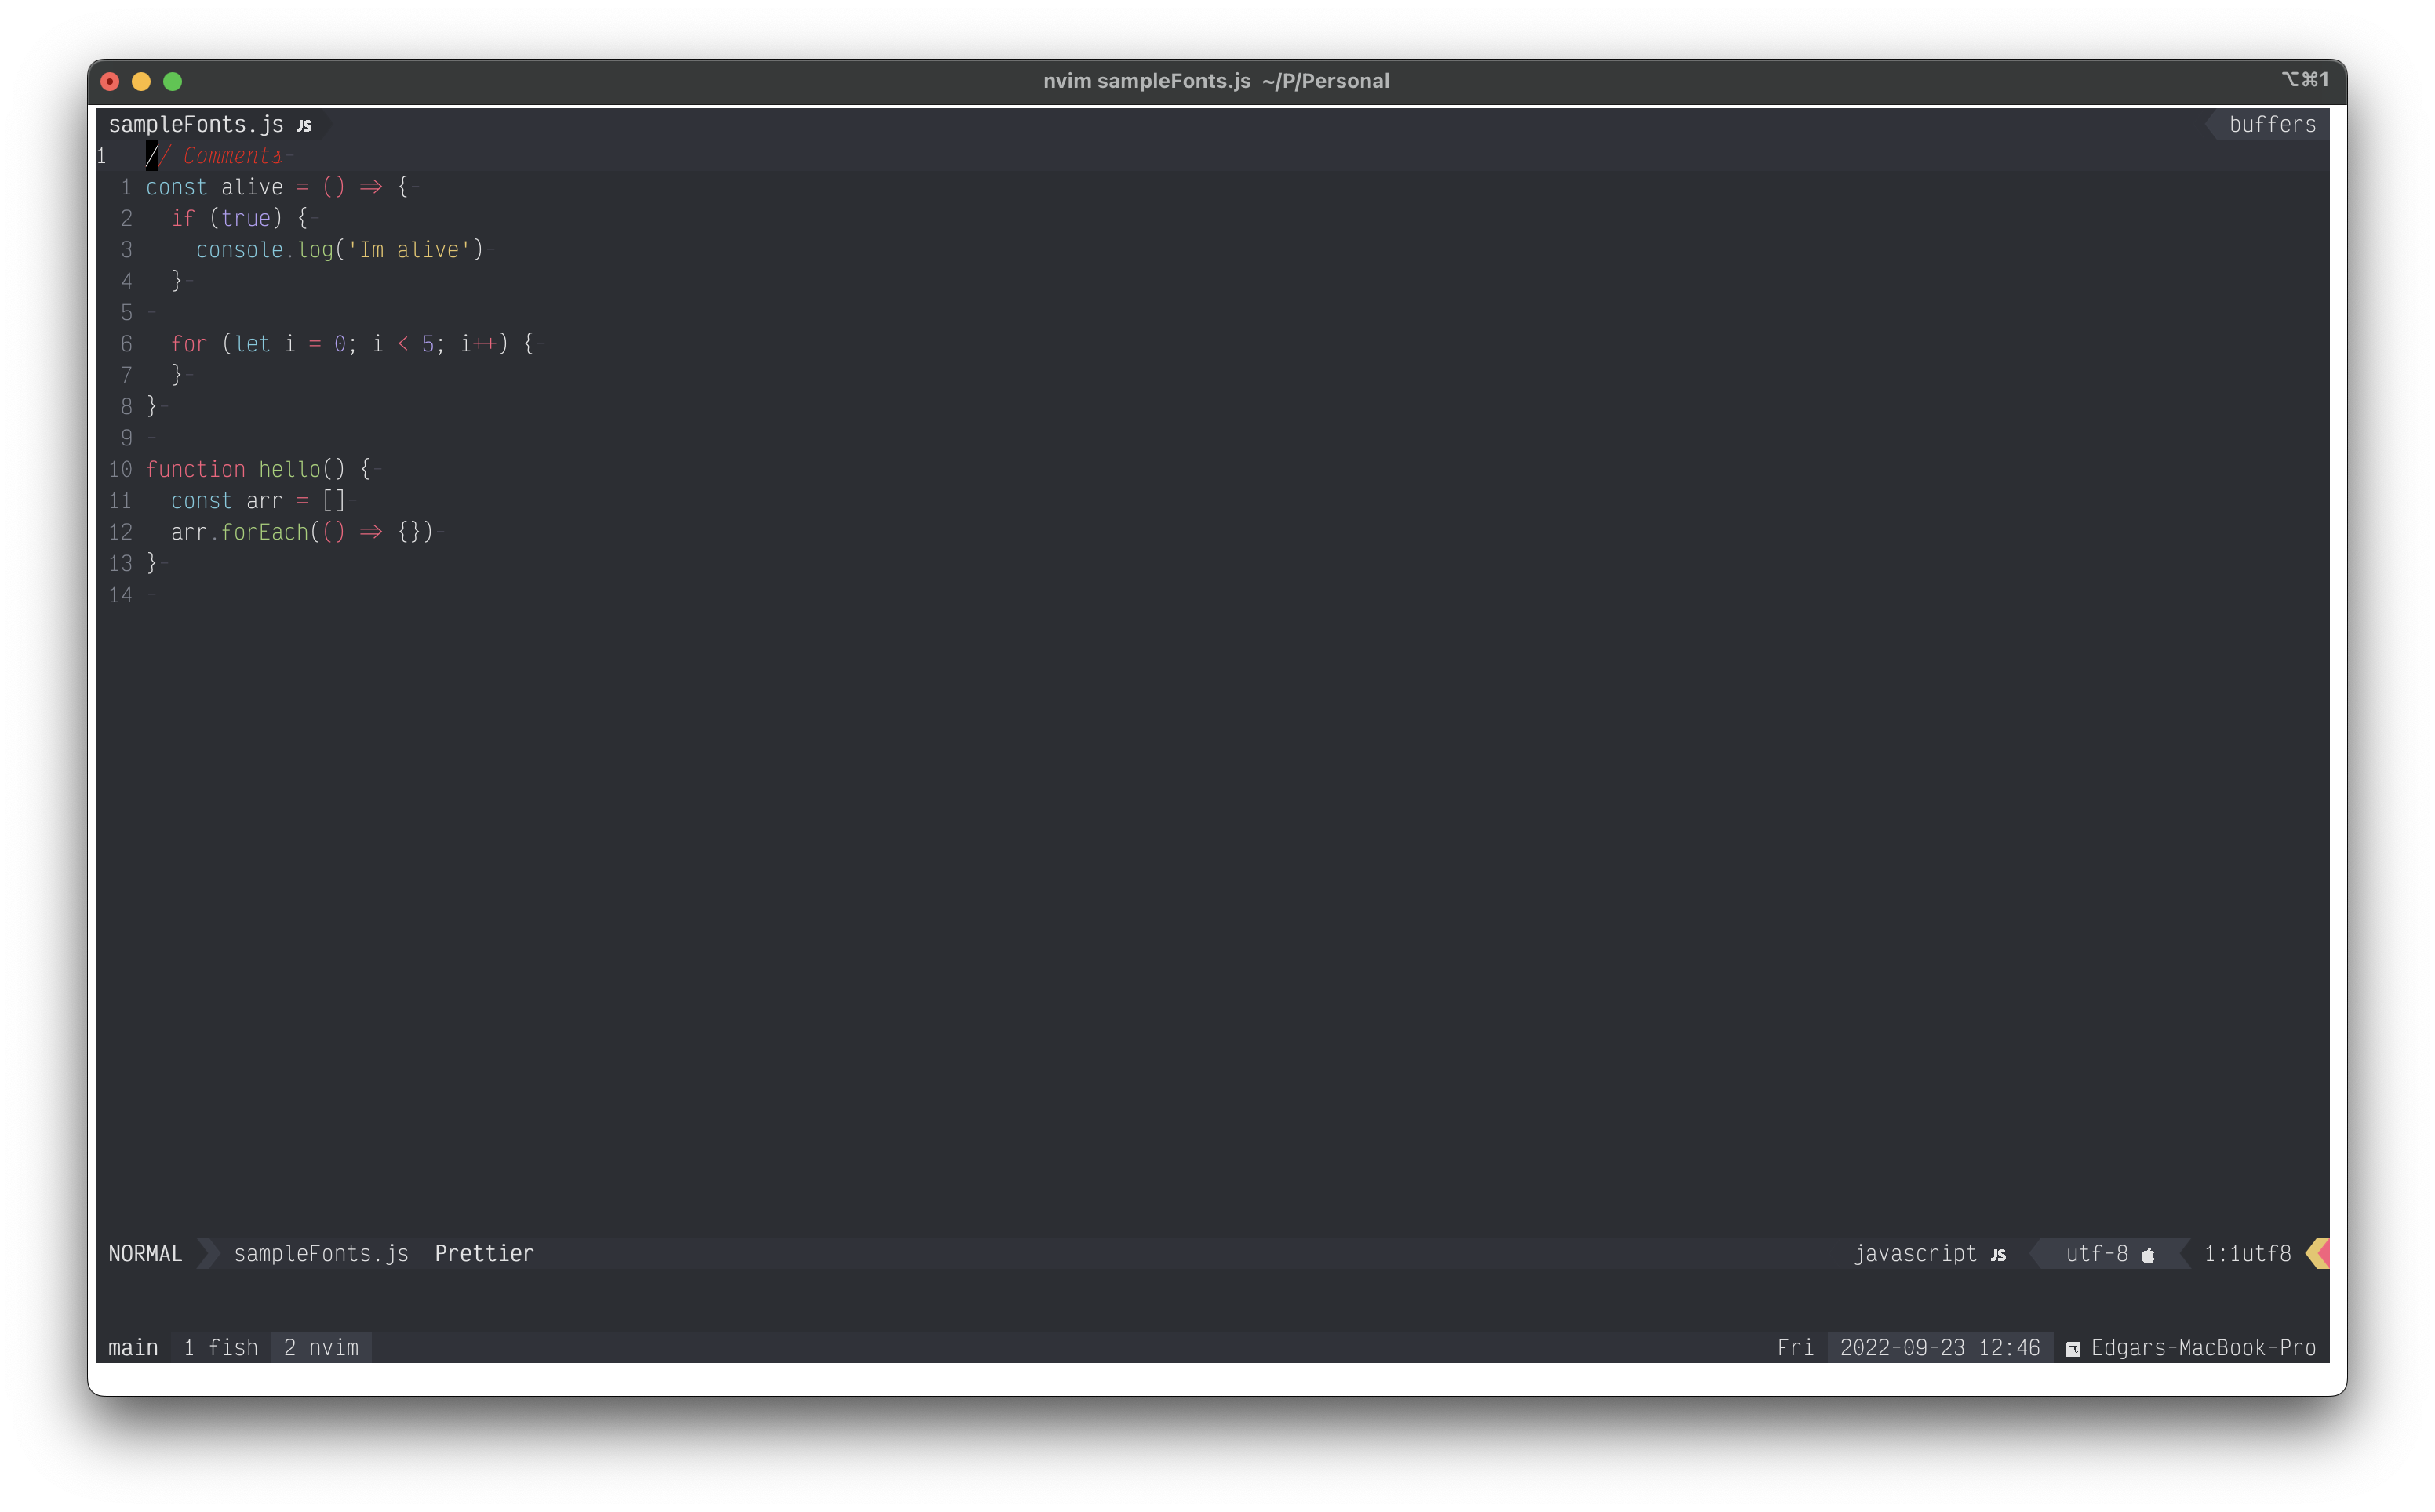 nvim sampleFonts.js ~/P/Personal ⌥⌘1
sampleFonts.js JS buffers
1 // Comments
1 const alive = () => {
2 if (true) {
3 console.log('Im alive')
4 }
5
6 for (let i = 0; i < 5; i++) {
7 }
8 }
9
10 function hello() {
11 const arr = []
12 arr.forEach(() => {})
13 }
14
NORMAL sampleFonts.js Prettier javascript JS utf-8 1:1utf8
main 1 fish 2 nvim Fri 2022-09-23 12:46 Edgars-MacBook-Pro